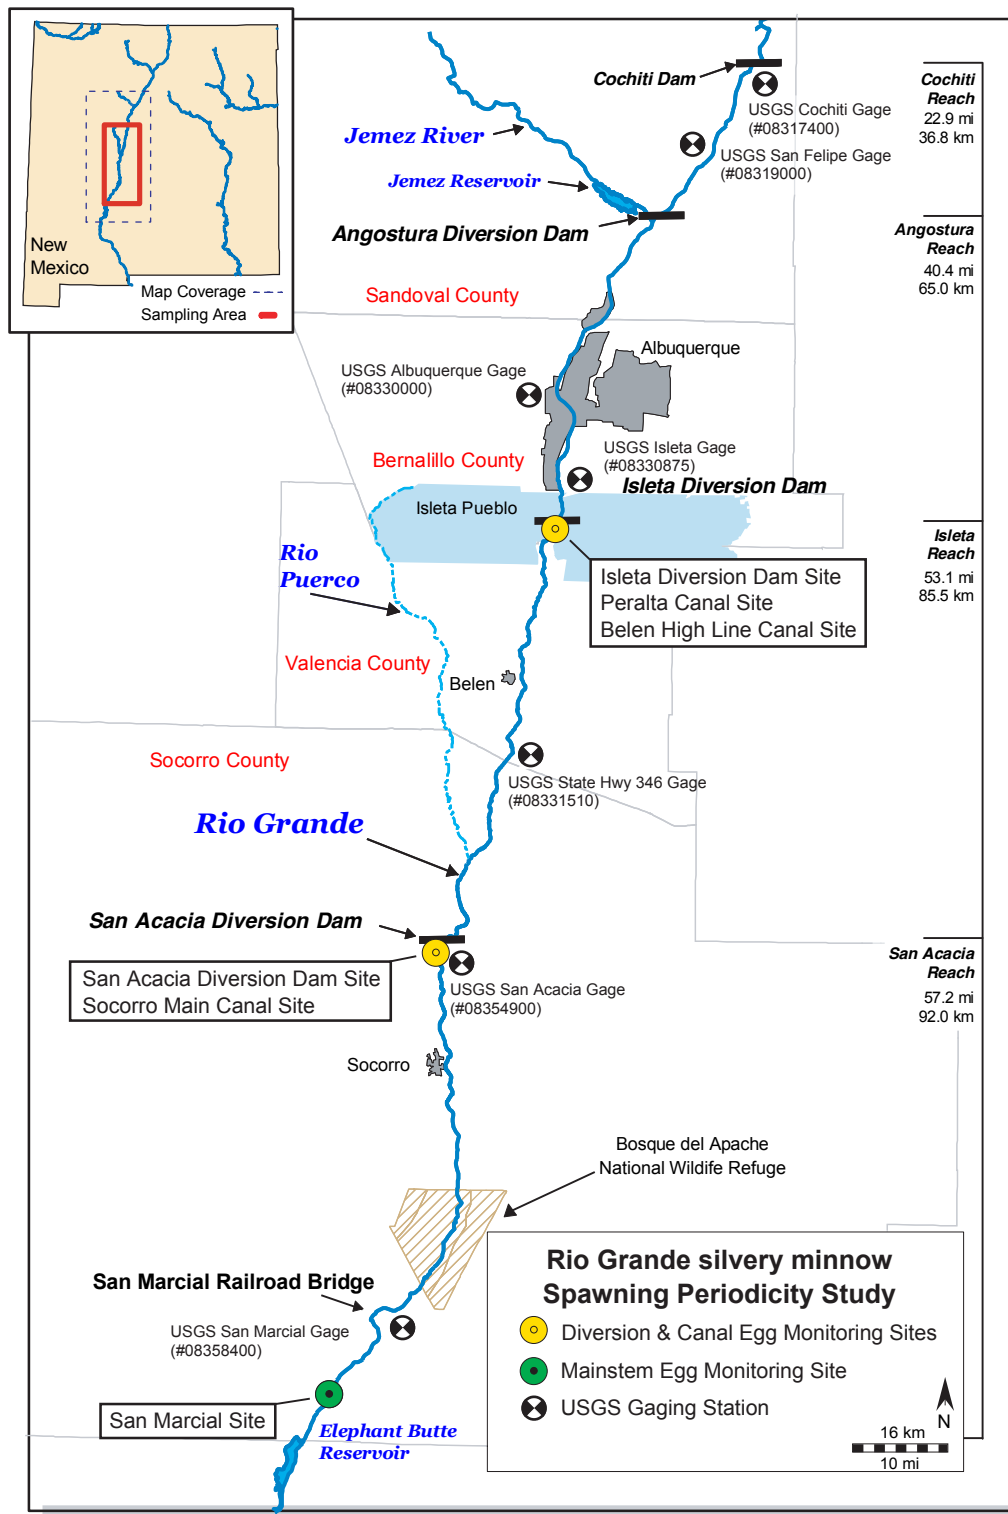 New
Mexico
Map Coverage
Sampling Area
Cochiti Dam
USGS Cochiti Gage
(#08317400)
USGS San Felipe Gage
(#08319000)
Cochiti
Reach
22.9 mi
36.8 km
Jemez River
Jemez Reservoir
Angostura Diversion Dam
Angostura
Reach
40.4 mi
65.0 km
Sandoval County
Albuquerque
USGS Albuquerque Gage
(#08330000)
USGS Isleta Gage
(#08330875)
Bernalillo County
Isleta Diversion Dam
Isleta Pueblo
Isleta
Reach
53.1 mi
85.5 km
Rio
Puerco
Isleta Diversion Dam Site
Peralta Canal Site
Belen High Line Canal Site
Valencia County
Belen
Socorro County
USGS State Hwy 346 Gage
(#08331510)
Rio Grande
San Acacia Diversion Dam
San Acacia
Reach
57.2 mi
92.0 km
San Acacia Diversion Dam Site
Socorro Main Canal Site
USGS San Acacia Gage
(#08354900)
Socorro
Bosque del Apache
National Wildife Refuge
San Marcial Railroad Bridge
USGS San Marcial Gage
(#08358400)
San Marcial Site
Elephant Butte
Reservoir
Rio Grande silvery minnow
Spawning Periodicity Study
Diversion & Canal Egg Monitoring Sites
Mainstem Egg Monitoring Site
USGS Gaging Station
N
16 km
10 mi